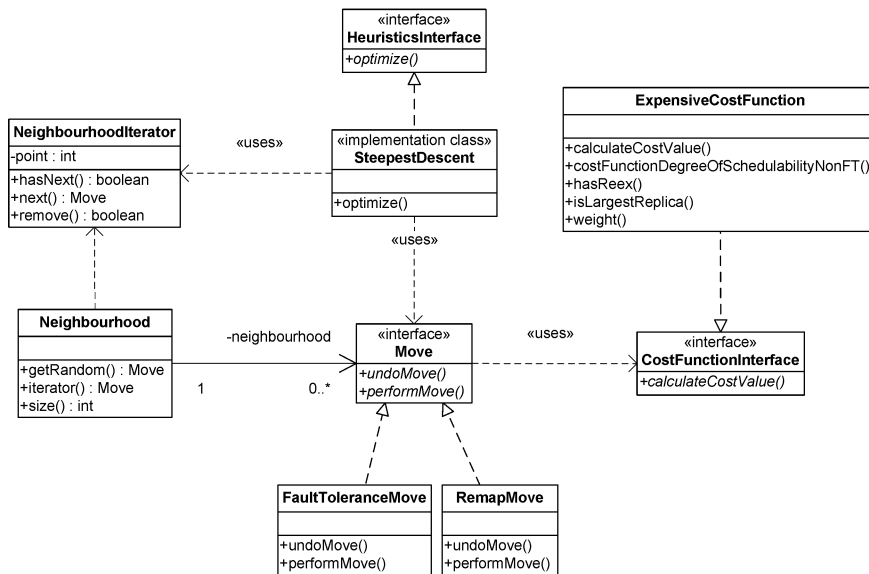 «interface»
HeuristicsInterface
+optimize()
ExpensiveCostFunction
+calculateCostValue()
+costFunctionDegreeOfSchedulabilityNonFT()
+hasReex()
+isLargestReplica()
+weight()
NeighbourhoodIterator
-point : int
+hasNext() : boolean
+next() : Move
+remove() : boolean
«uses»
«implementation class»
SteepestDescent
+optimize()
«uses»
Neighbourhood
+getRandom() : Move
+iterator() : Move
+size() : int
-neighbourhood
1
0..*
«interface»
Move
+undoMove()
+performMove()
«uses»
«interface»
CostFunctionInterface
+calculateCostValue()
FaultToleranceMove
+undoMove()
+performMove()
RemapMove
+undoMove()
+performMove()